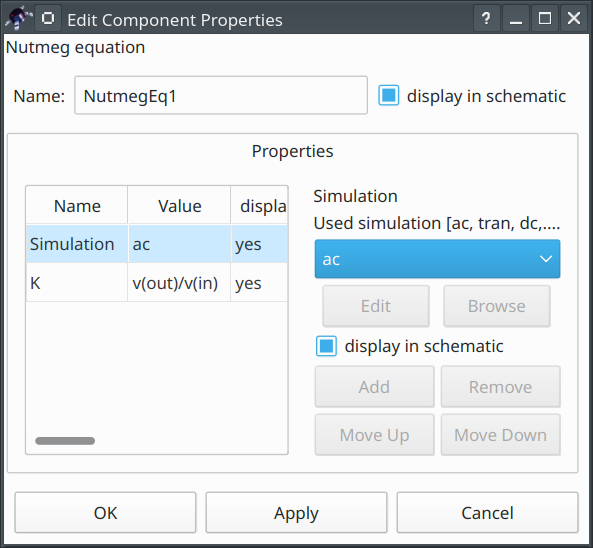 Edit Component Properties
?
Nutmeg equation
Name: NutmegEq1 display in schematic
Properties
Name Value displa
Simulation ac yes
K v(out)/v(in) yes
Simulation
Used simulation [ac, tran, dc,....
ac
Edit Browse
display in schematic
Add Remove
Move Up Move Down
OK Apply Cancel